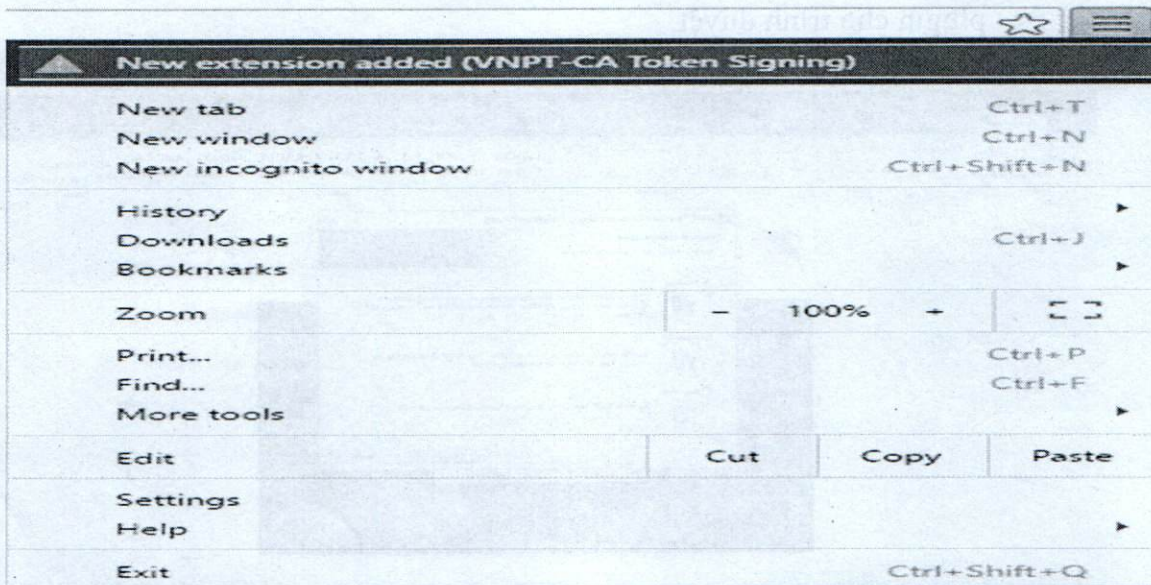 New extension added (VNPT-CA Token Signing)
New tab Ctrl+T
New window Ctrl+N
New incognito window Ctrl+Shift+N
History
Downloads Ctrl+J
Bookmarks
Zoom − 100% +
Print... Ctrl+P
Find... Ctrl+F
More tools
Edit Cut Copy Paste
Settings
Help
Exit Ctrl+Shift+Q